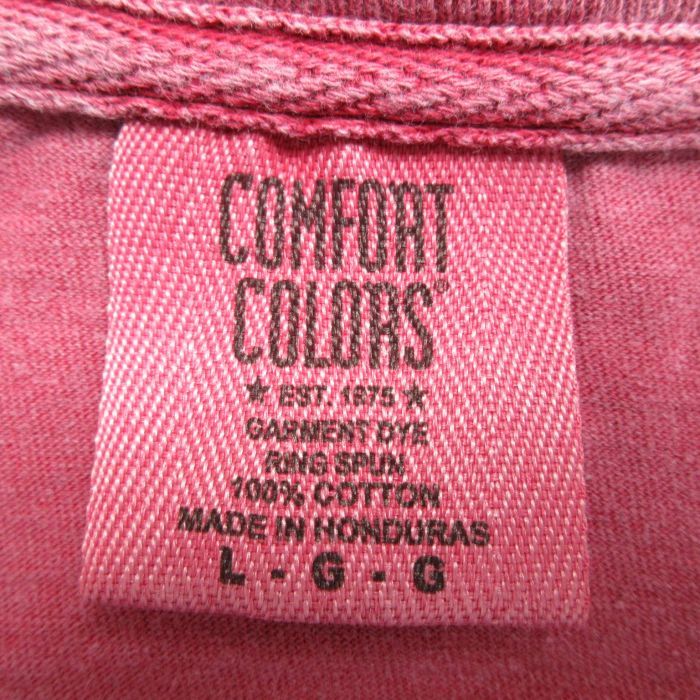 COMFORT
COLORS®
★ EST. 1975 ★
GARMENT DYE
RING SPUN
100% COTTON
MADE IN HONDURAS
L - G - G